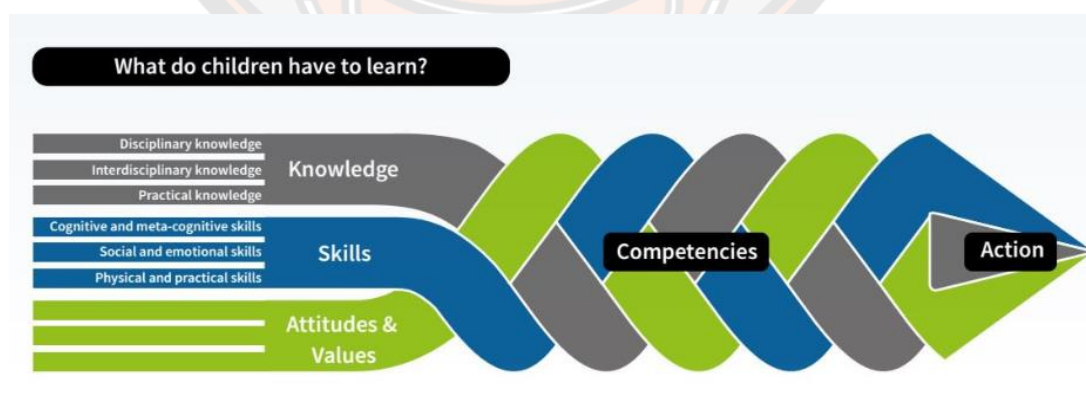 What do children have to learn?
Disciplinary knowledge
Interdisciplinary knowledge
Practical knowledge
Knowledge
Cognitive and meta-cognitive skills
Social and emotional skills
Physical and practical skills
Skills
Attitudes &
Values
Competencies
Action